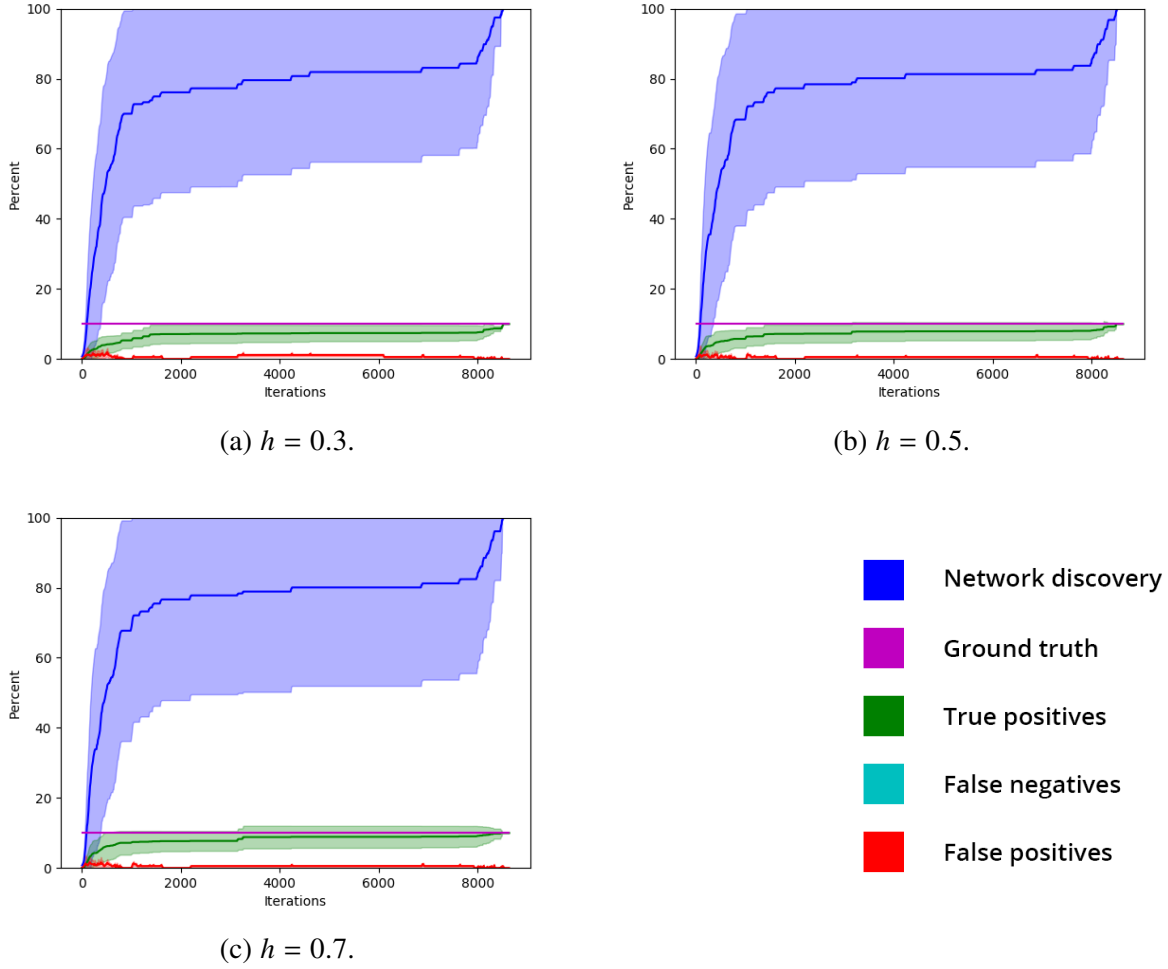 100
80
60
40
20
0
Percent
0 2000 4000 6000 8000
Iterations
(a) h = 0.3.
100
80
60
40
20
0
Percent
0 2000 4000 6000 8000
Iterations
(b) h = 0.5.
100
80
60
40
20
0
Percent
0 2000 4000 6000 8000
Iterations
(c) h = 0.7.
Network discovery
Ground truth
True positives
False negatives
False positives